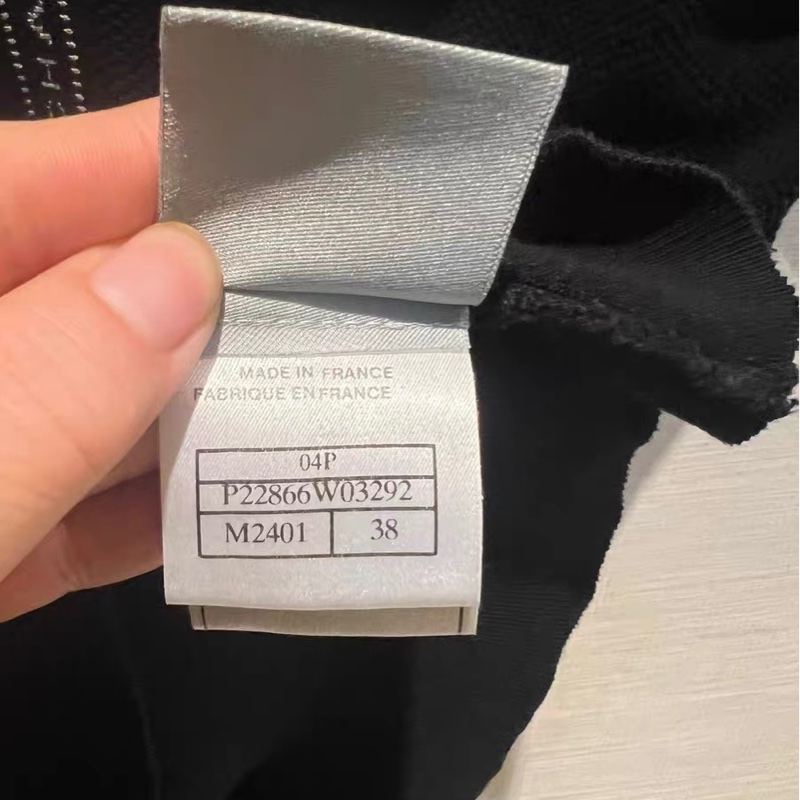 MADE IN FRANCE
FABRIQUE EN FRANCE
04P
P22866W03292
M2401 38